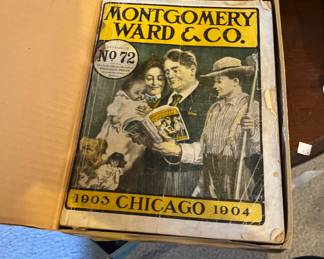 MONTGOMERY
WARD & CO.
No 72
1903 CHICAGO 1904